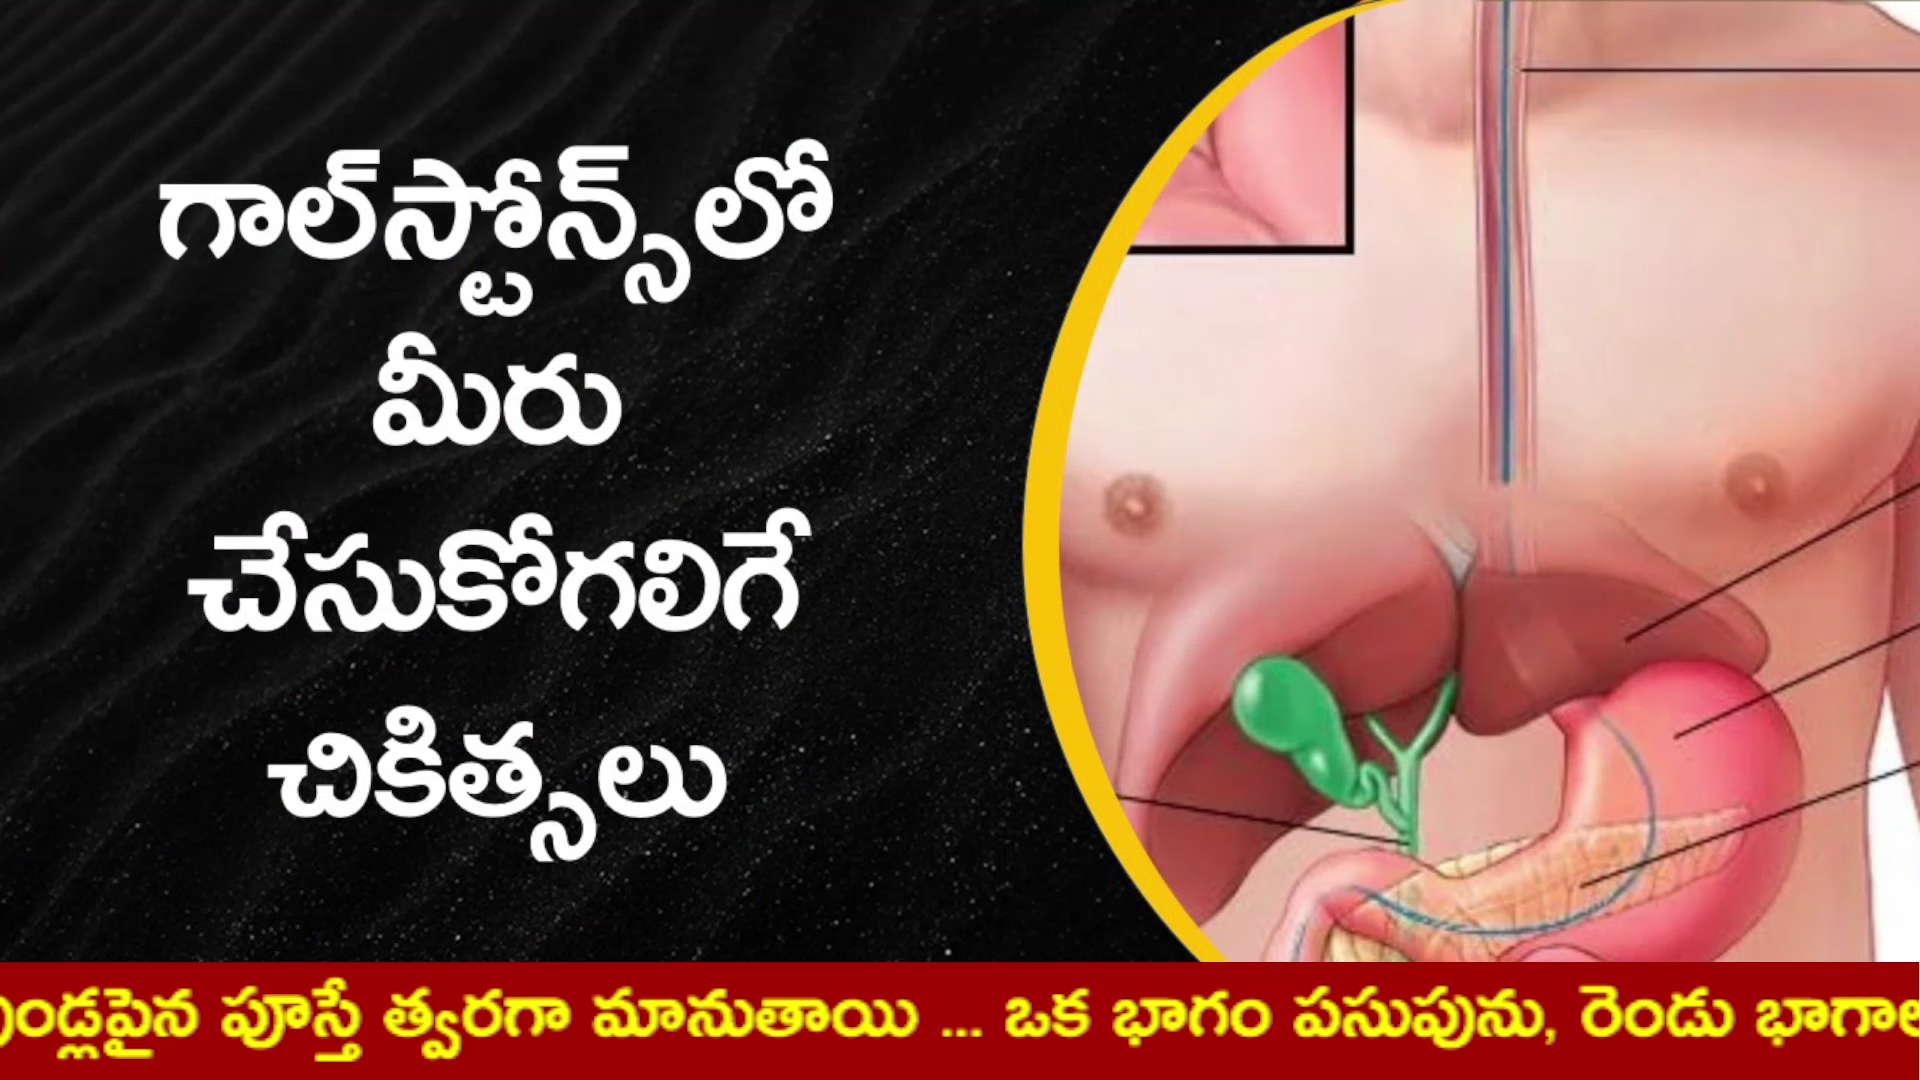 గాల్‌స్టోన్స్‌లో
మీరు
చేసుకోగలిగే
చికిత్సలు
పూస్తే త్వరగా మానుతాయి ... ఒక భాగం పసుపును, రెండు